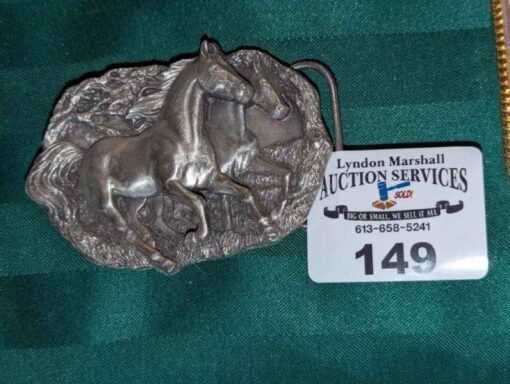 Lyndon Marshall
AUCTION SERVICES
SOLD!
BIG OR SMALL, WE SELL IT ALL
613-658-5241
149